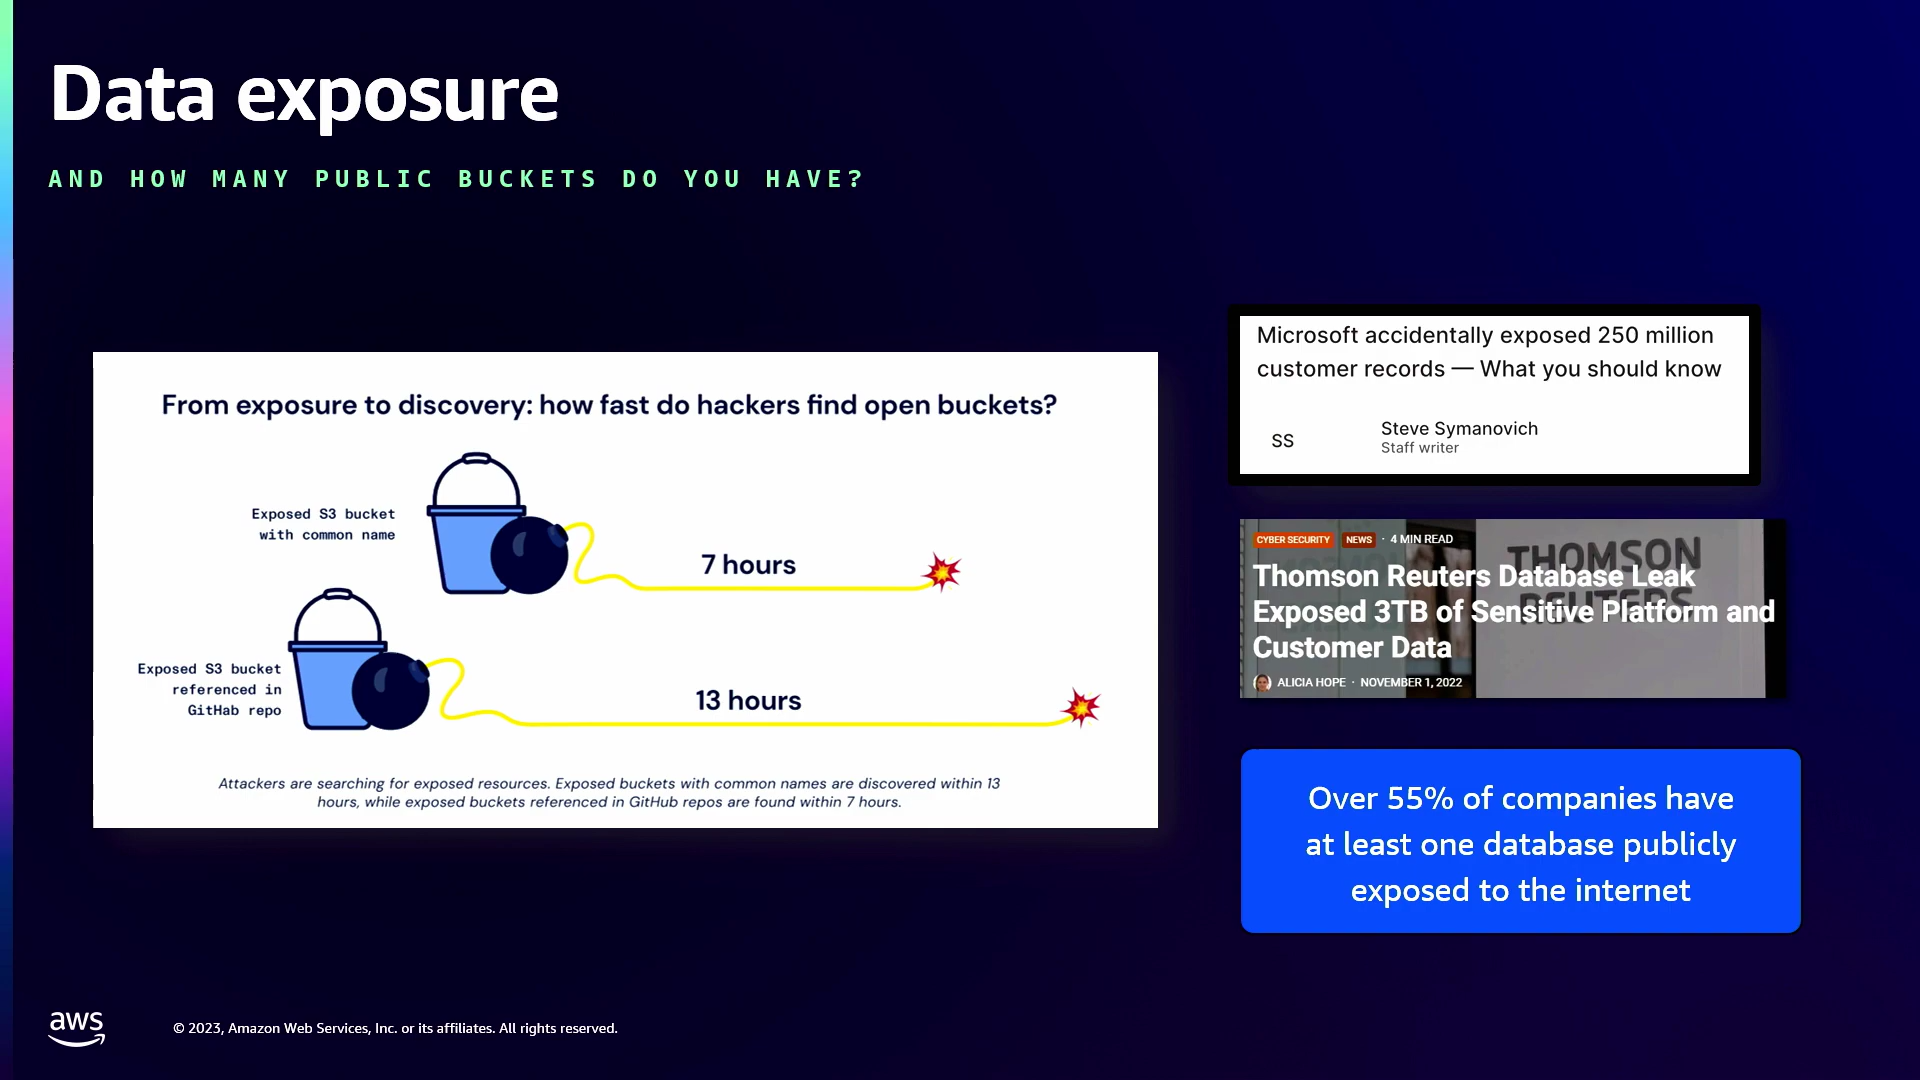 Data exposure
AND HOW MANY PUBLIC BUCKETS DO YOU HAVE?
From exposure to discovery: how fast do hackers find open buckets?
Exposed S3 bucket
with common name
7 hours
Exposed S3 bucket
referenced in
GitHab repo
13 hours
Attackers are searching for exposed resources. Exposed buckets with common names are discovered within 13
hours, while exposed buckets referenced in GitHub repos are found within 7 hours.
Microsoft accidentally exposed 250 million
customer records — What you should know
SS
Steve Symanovich
Staff writer
CYBER SECURITY NEWS · 4 MIN READ
THOMSON
REUTERS
Thomson Reuters Database Leak
Exposed 3TB of Sensitive Platform and
Customer Data
ALICIA HOPE · NOVEMBER 1, 2022
Over 55% of companies have
at least one database publicly
exposed to the internet
aws
© 2023, Amazon Web Services, Inc. or its affiliates. All rights reserved.